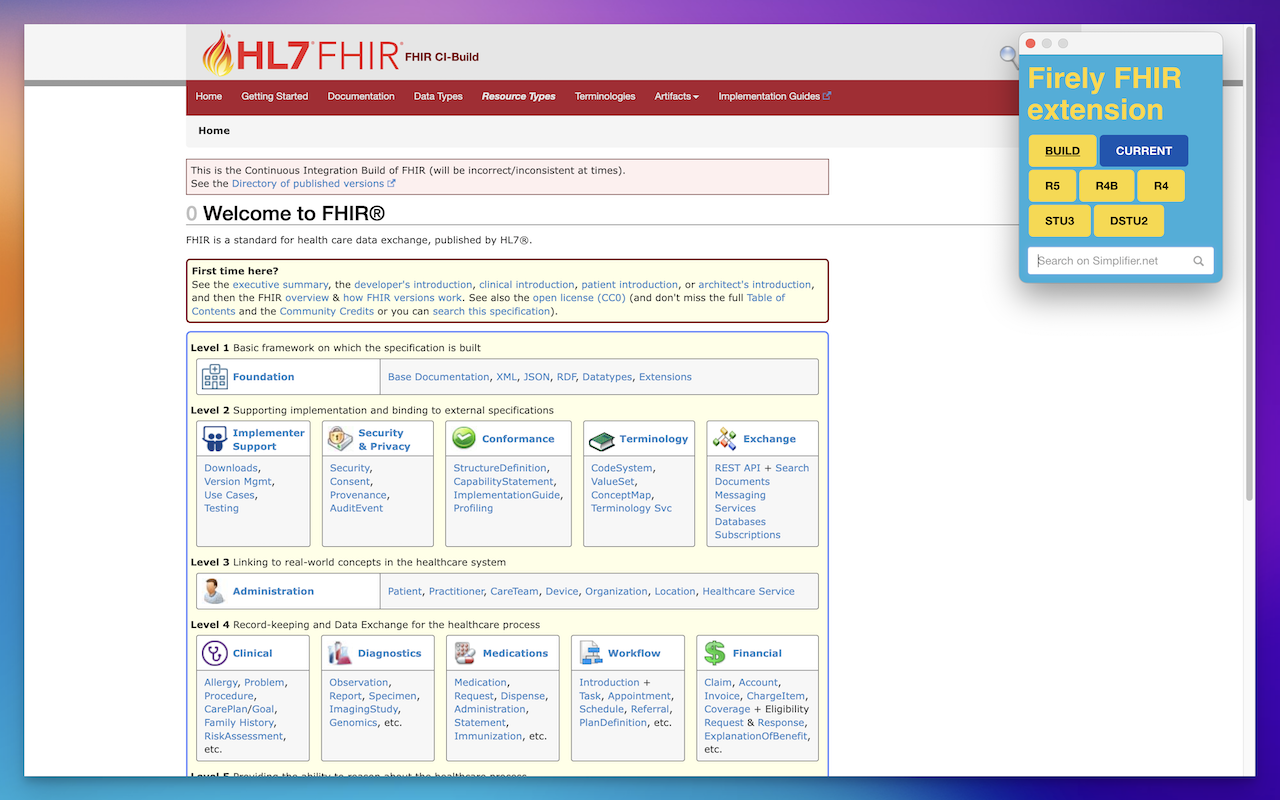 HL7 FHIR FHIR CI-Build
Home Getting Started Documentation Data Types Resource Types Terminologies Artifacts Implementation Guides
Home
This is the Continuous Integration Build of FHIR (will be incorrect/inconsistent at times).
See the Directory of published versions
0 Welcome to FHIR®
FHIR is a standard for health care data exchange, published by HL7®.
First time here?
See the executive summary, the developer's introduction, clinical introduction, patient introduction, or architect's introduction,
and then the FHIR overview & how FHIR versions work. See also the open license (CC0) (and don't miss the full Table of
Contents and the Community Credits or you can search this specification).
Level 1 Basic framework on which the specification is built
Foundation
Base Documentation, XML, JSON, RDF, Datatypes, Extensions
Level 2 Supporting implementation and binding to external specifications
Implementer
Support
Downloads,
Version Mgmt,
Use Cases,
Testing
Security
& Privacy
Security,
Consent,
Provenance,
AuditEvent
Conformance
StructureDefinition,
CapabilityStatement,
ImplementationGuide,
Profiling
Terminology
CodeSystem,
ValueSet,
ConceptMap,
Terminology Svc
Exchange
REST API + Search
Documents
Messaging
Services
Databases
Subscriptions
Level 3 Linking to real-world concepts in the healthcare system
Administration
Patient, Practitioner, CareTeam, Device, Organization, Location, Healthcare Service
Level 4 Record-keeping and Data Exchange for the healthcare process
Clinical
Allergy, Problem,
Procedure,
CarePlan/Goal,
Family History,
RiskAssessment,
etc.
Diagnostics
Observation,
Report, Specimen,
ImagingStudy,
Genomics, etc.
Medications
Medication,
Request, Dispense,
Administration,
Statement,
Immunization, etc.
Workflow
Introduction +
Task, Appointment,
Schedule, Referral,
PlanDefinition, etc.
Financial
Claim, Account,
Invoice, ChargeItem,
Coverage + Eligibility
Request & Response,
ExplanationOfBenefit,
etc.
Level 5 Providing the ability to reason about the healthcare process
Firely FHIR
extension
BUILD CURRENT
R5 R4B R4
STU3 DSTU2
Search on Simplifier.net